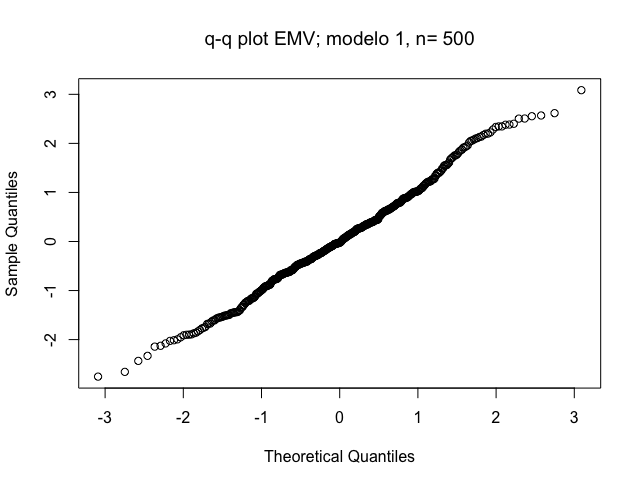 q-q plot EMV; modelo 1, n= 500
Sample Quantiles
3
2
1
0
-1
-2
-3 -2 -1 0 1 2 3
Theoretical Quantiles